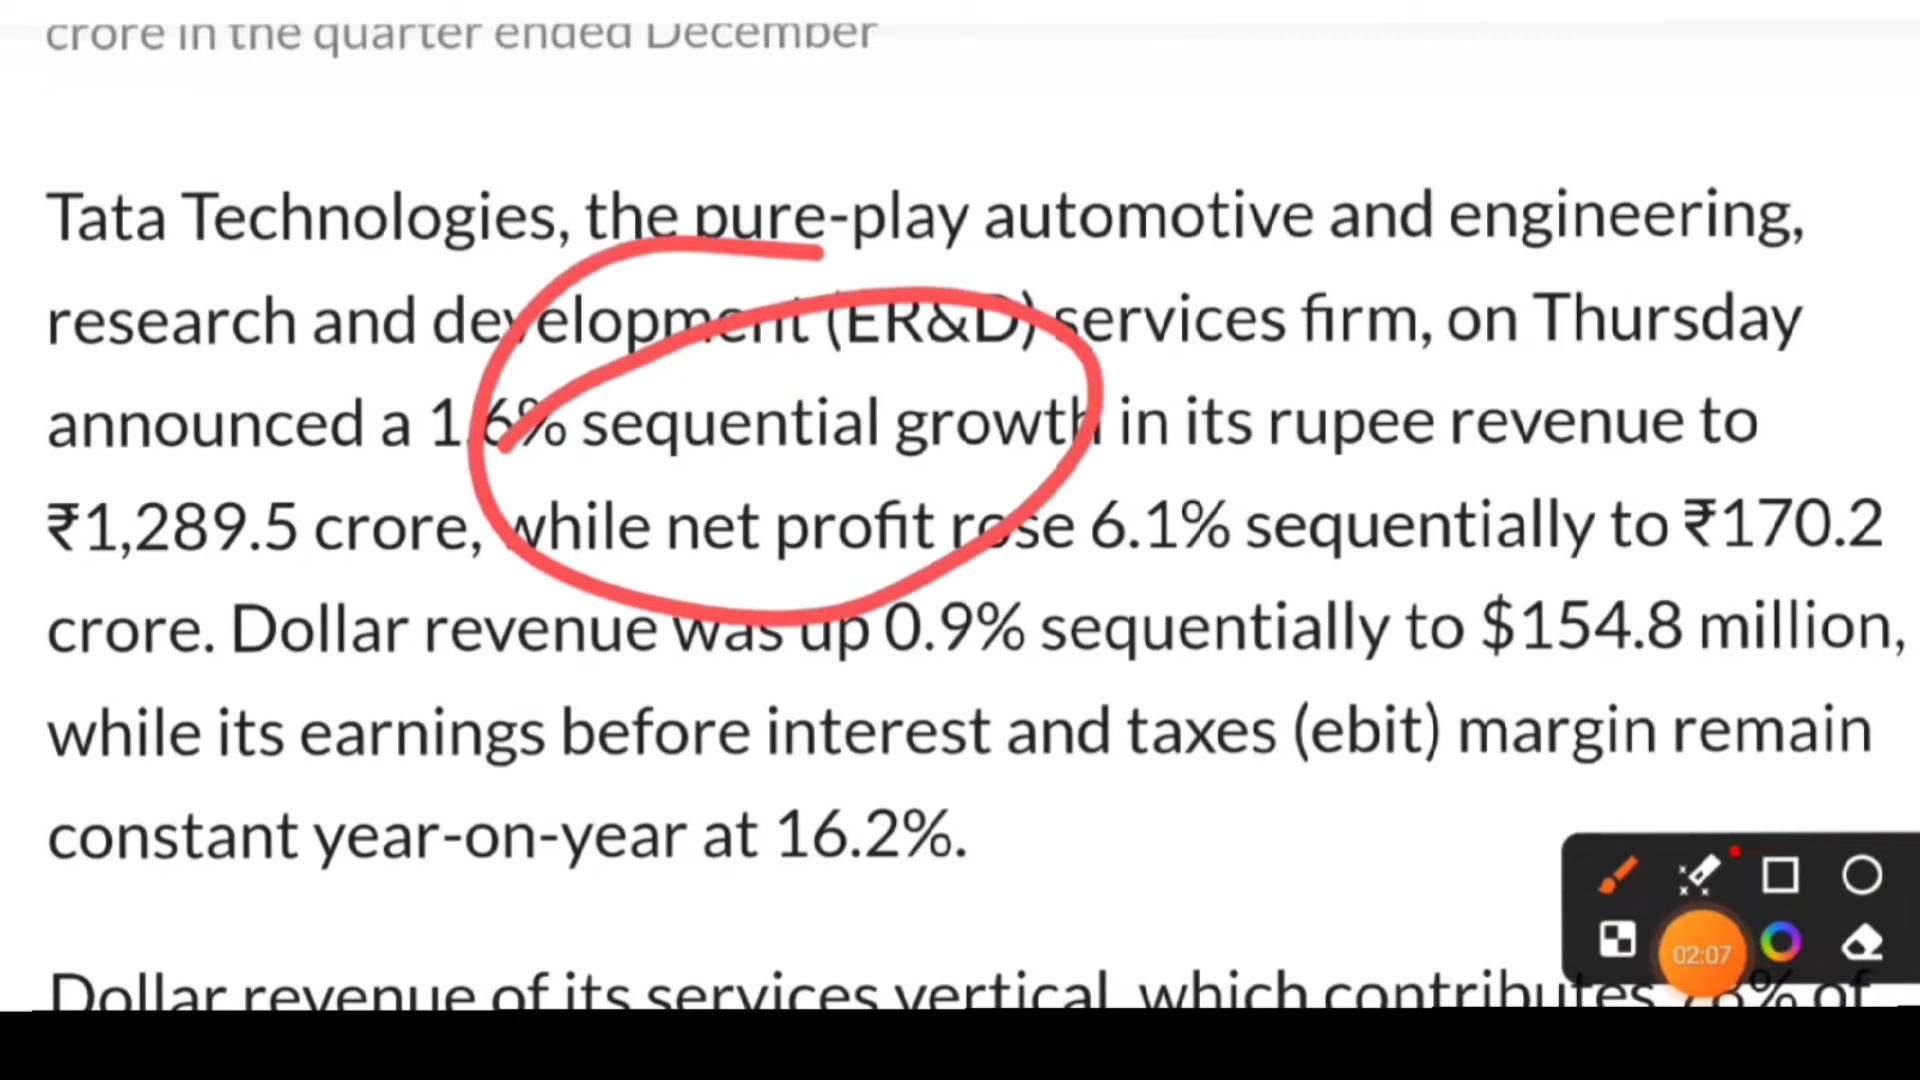 crore in the quarter ended December
Tata Technologies, the pure-play automotive and engineering,
research and development (ER&D) services firm, on Thursday
announced a 1.6% sequential growth in its rupee revenue to
₹1,289.5 crore, while net profit rose 6.1% sequentially to ₹170.2
crore. Dollar revenue was up 0.9% sequentially to $154.8 million,
while its earnings before interest and taxes (ebit) margin remain
constant year-on-year at 16.2%.
02:07
Dollar revenue of its services vertical, which contributes 78% of